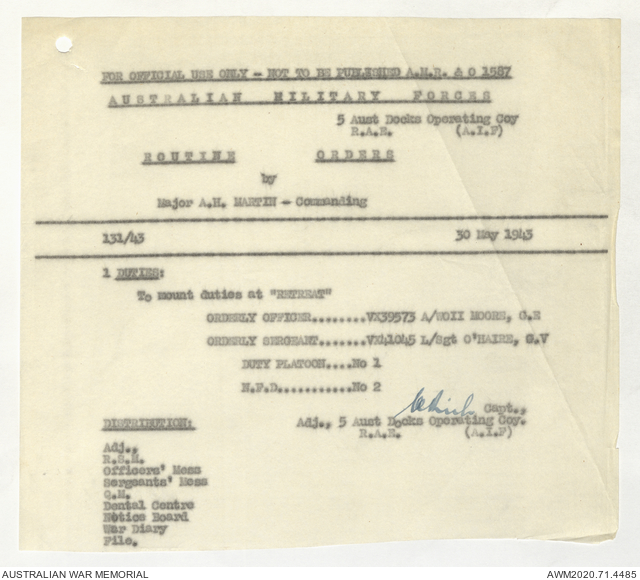 FOR OFFICIAL USE ONLY - NOT TO BE PUBLISHED A.M.R. & O 1587
AUSTRALIAN MILITARY FORCES
5 Aust Docks Operating Coy
R.A.E. (A.I.F)
ROUTINE ORDERS
by
Major A.H. MARTIN - Commanding
131/43 30 May 1943
1 DUTIES:
To mount duties at "RETREAT"
ORDERLY OFFICER........VX39573 A/WOII MOORE, C.E
ORDERLY SERGEANT.......VX41045 L/Sgt O'HAIRE, G.V
DUTY PLATOON....No 1
N.F.D...........No 2
Capt.,
DISTRIBUTION: Adj., 5 Aust Docks Operating Coy.
R.A.E. (A.I.F)
Adj.,
R.S.M.
Officers' Mess
Sergeants' Mess
Q.M.
Dental Centre
Notice Board
War Diary
File.
AUSTRALIAN WAR MEMORIAL AWM2020.71.4485